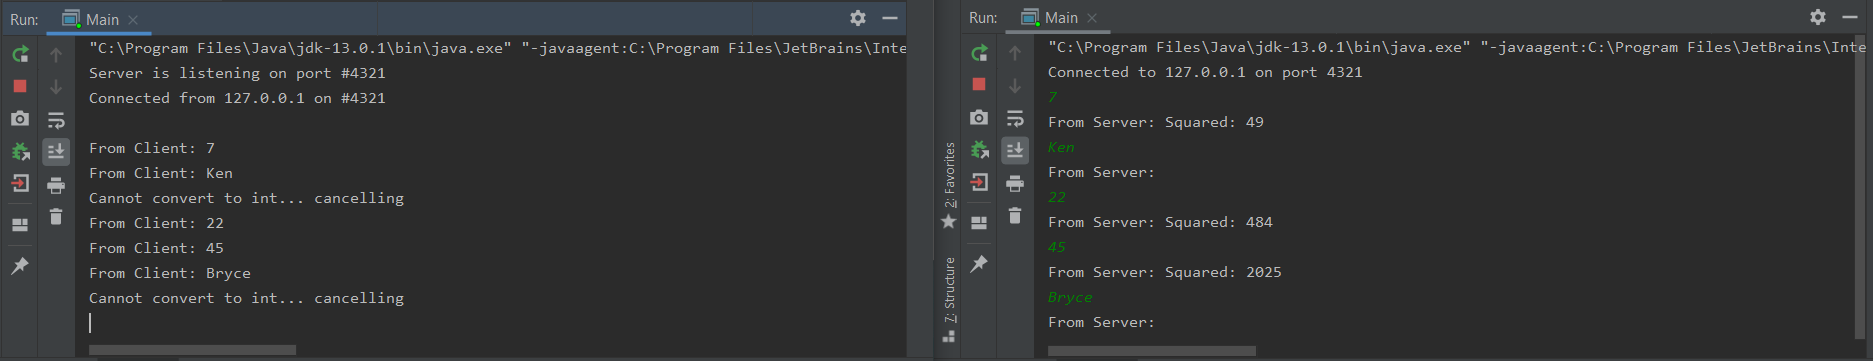 Run: Main
"C:\Program Files\Java\jdk-13.0.1\bin\java.exe" "-javaagent:C:\Program Files\JetBrains\Inte
Server is listening on port #4321
Connected from 127.0.0.1 on #4321
From Client: 7
From Client: Ken
Cannot convert to int... cancelling
From Client: 22
From Client: 45
From Client: Bryce
Cannot convert to int... cancelling
2: Favorites
7: Structure
Run: Main
"C:\Program Files\Java\jdk-13.0.1\bin\java.exe" "-javaagent:C:\Program Files\JetBrains\Inte
Connected to 127.0.0.1 on port 4321
7
From Server: Squared: 49
Ken
From Server:
22
From Server: Squared: 484
45
From Server: Squared: 2025
Bryce
From Server: